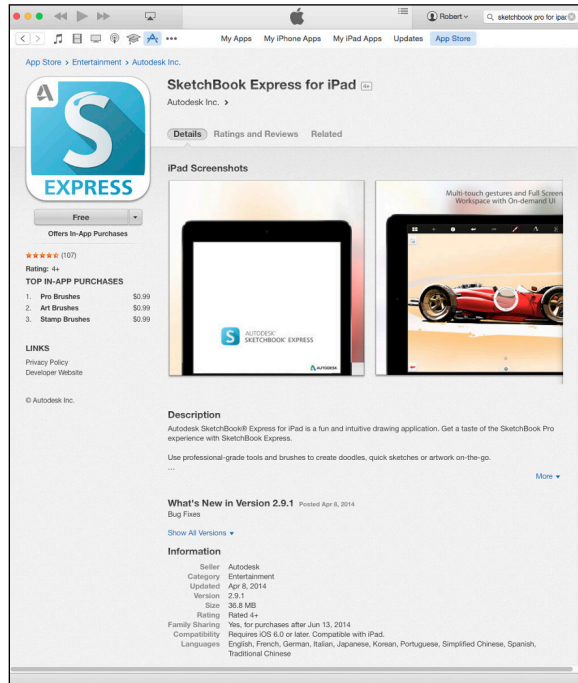 Robert
sketchbook pro for ipac
My Apps My iPhone Apps My iPad Apps Updates App Store
App Store > Entertainment > Autodesk Inc.
A
S
EXPRESS
SketchBook Express for iPad 4+
Autodesk Inc. >
Details Ratings and Reviews Related
Free
Offers In-App Purchases
(107)
Rating: 4+
TOP IN-APP PURCHASES
1. Pro Brushes $0.99
2. Art Brushes $0.99
3. Stamp Brushes $0.99
LINKS
Privacy Policy
Developer Website
© Autodesk Inc.
iPad Screenshots
S AUTODESK
SKETCHBOOK® EXPRESS
AUTODESK
Multi-touch gestures and Full Screen
Workspace with On-demand UI
Description
Autodesk SketchBook® Express for iPad is a fun and intuitive drawing application. Get a taste of the SketchBook Pro
experience with SketchBook Express.
Use professional-grade tools and brushes to create doodles, quick sketches or artwork on-the-go.
...
More
What's New in Version 2.9.1 Posted Apr 8, 2014
Bug Fixes
Show All Versions
Information
Seller Autodesk
Category Entertainment
Updated Apr 8, 2014
Version 2.9.1
Size 36.8 MB
Rating Rated 4+
Family Sharing Yes, for purchases after Jun 13, 2014
Compatibility Requires iOS 6.0 or later. Compatible with iPad.
Languages English, French, German, Italian, Japanese, Korean, Portuguese, Simplified Chinese, Spanish,
Traditional Chinese